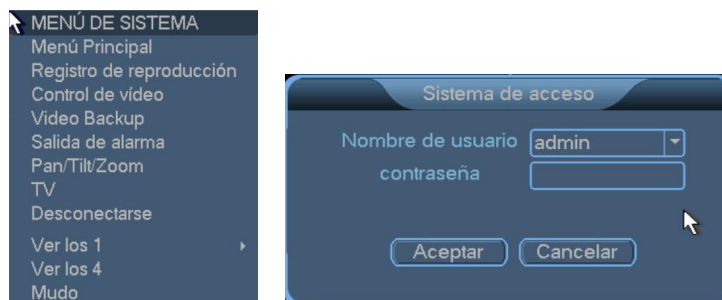 MENÚ DE SISTEMA
Menú Principal
Registro de reproducción
Control de vídeo
Video Backup
Salida de alarma
Pan/Tilt/Zoom
TV
Desconectarse
Ver los 1
Ver los 4
Mudo
Sistema de acceso
Nombre de usuario admin
contraseña
Aceptar Cancelar